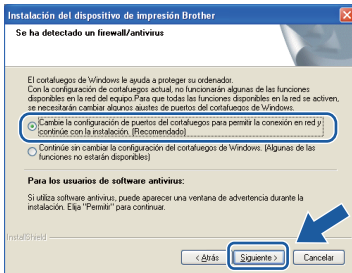 Instalación del dispositivo de impresión Brother
Se ha detectado un firewall/antivirus
El cortafuegos de Windows le ayuda a proteger su ordenador.
Con la configuración de cortafuegos actual, no funcionarán algunas de las funciones
disponibles en la red del equipo.Para que todas las funciones disponibles en la red se activen,
se necesitarán cambiar algunos ajustes de puertos del cortafuegos de Windows.
Cambie la configuración de puertos del cortafuegos para permitir la conexión en red y
continúe con la instalación. (Recomendado)
Continúe sin cambiar la configuración del cortafuegos de Windows. (Algunas de las
funciones no estarán disponibles)
Para los usuarios de software antivirus:
Si utiliza software antivirus, puede aparecer una ventana de advertencia durante la
instalación. Elija "Permitir" para continuar.
InstallShield
< Atrás
Siguiente >
Cancelar